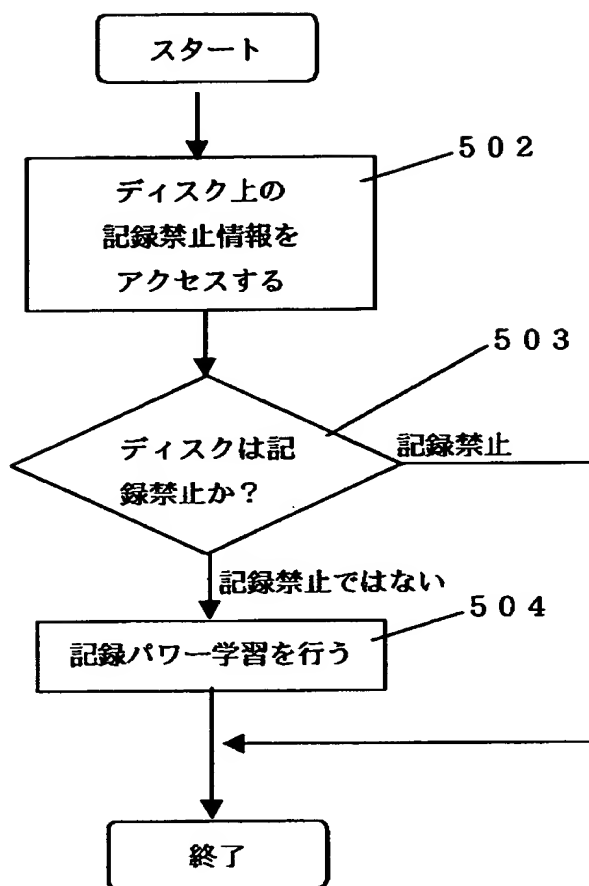 スタート
５０２
ディスク上の
記録禁止情報を
アクセスする
５０３
ディスクは記
録禁止か？
記録禁止
記録禁止ではない
５０４
記録パワー学習を行う
終了